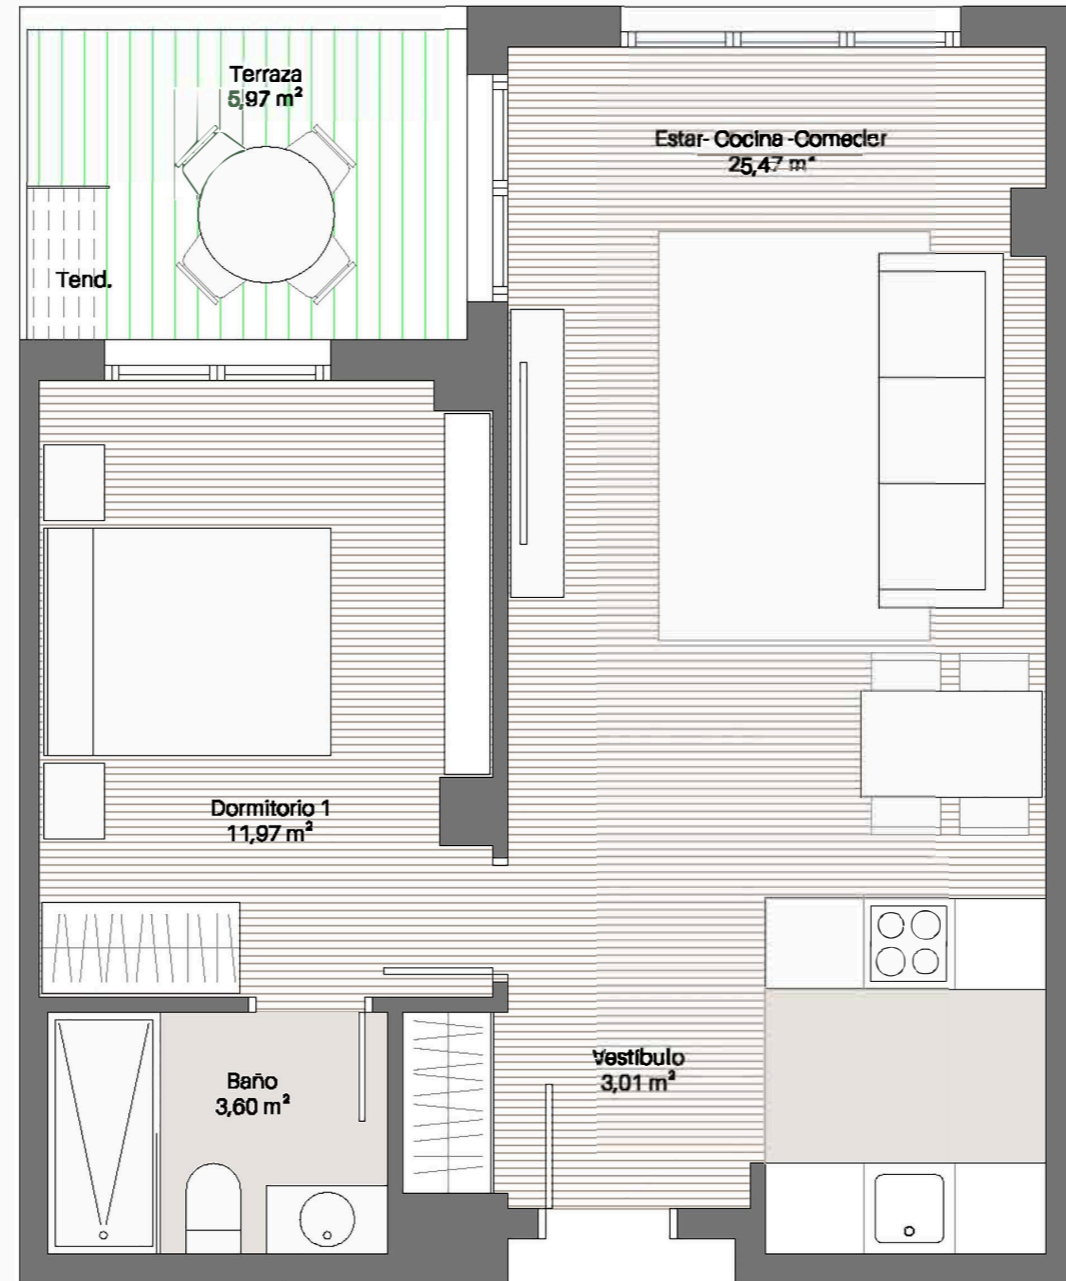 Terraza
5,97 m²
Estar- Cocina -Comedor
25,47 m²
Tend.
Dormitorio 1
11,97 m²
Vestíbulo
3,01 m²
Baño
3,60 m²